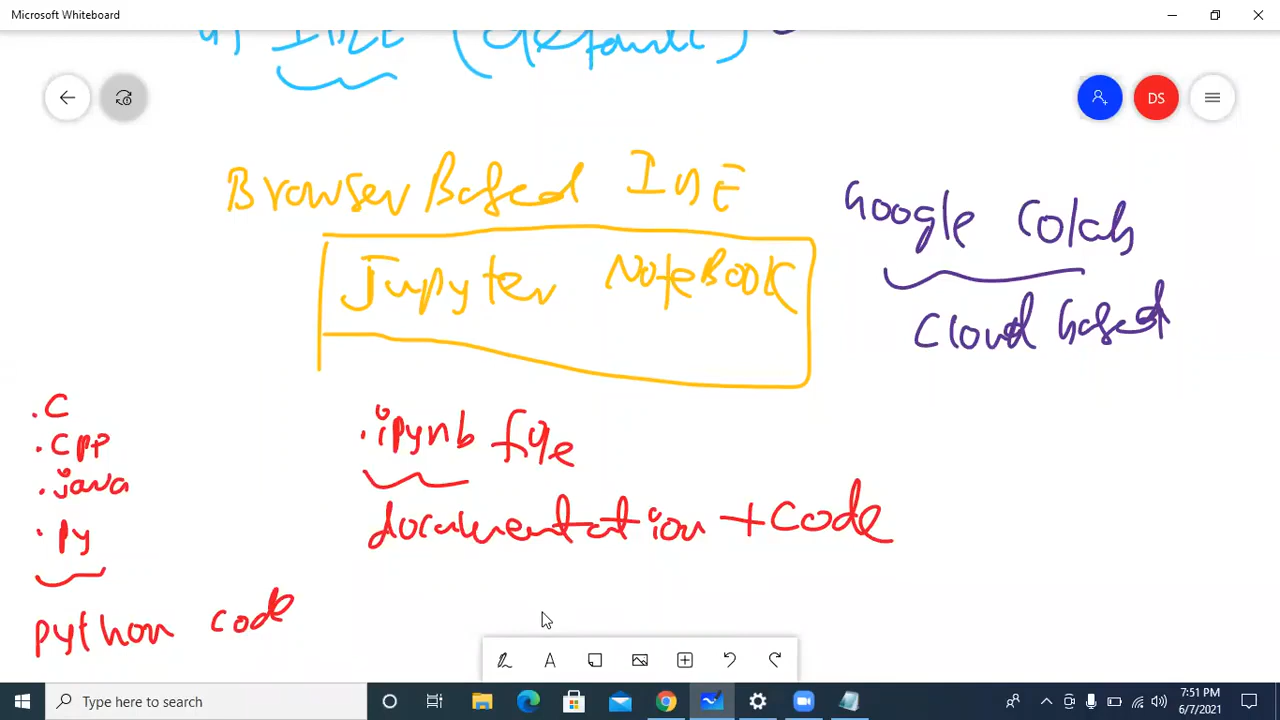 Microsoft Whiteboard
IDLE (default)
DS
Browser Based IDE
Jupyter NoteBOOK
Google Colab
Cloud based
.C
.Cpp
.java
.py
python code
.ipynb file
documentation + Code
A
Type here to search
7:51 PM
6/7/2021